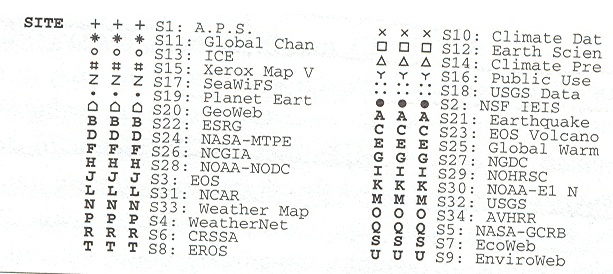 SITE + + + S1: A.P.S.
* * * S11: Global Chan
o o o S13: ICE
# # # S15: Xerox Map V
Z Z Z S17: SeaWiFS
• • • S19: Planet Eart
⌂ ⌂ ⌂ S20: GeoWeb
B B B S22: ESRG
D D D S24: NASA-MTPE
F F F S26: NCGIA
H H H S28: NOAA-NODC
J J J S3: EOS
L L L S31: NCAR
N N N S33: Weather Map
P P P S4: WeatherNet
R R R S6: CRSSA
T T T S8: EROS
× × × S10: Climate Dat
□ □ □ S12: Earth Scien
△ △ △ S14: Climate Pre
Y Y Y S16: Public Use
:: :: :: S18: USGS Data
● ● ● S2: NSF IEIS
A A A S21: Earthquake
C C C S23: EOS Volcano
E E E S25: Global Warm
G G G S27: NGDC
I I I S29: NOHRSC
K K K S30: NOAA-E1 N
M M M S32: USGS
O O O S34: AVHRR
Q Q Q S5: NASA-GCRB
S S S S7: EcoWeb
U U U S9: EnviroWeb